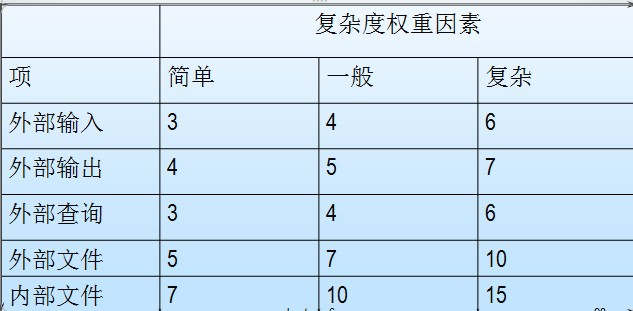 复杂度权重因素
项 简单 一般 复杂
外部输入 3 4 6
外部输出 4 5 7
外部查询 3 4 6
外部文件 5 7 10
内部文件 7 10 15